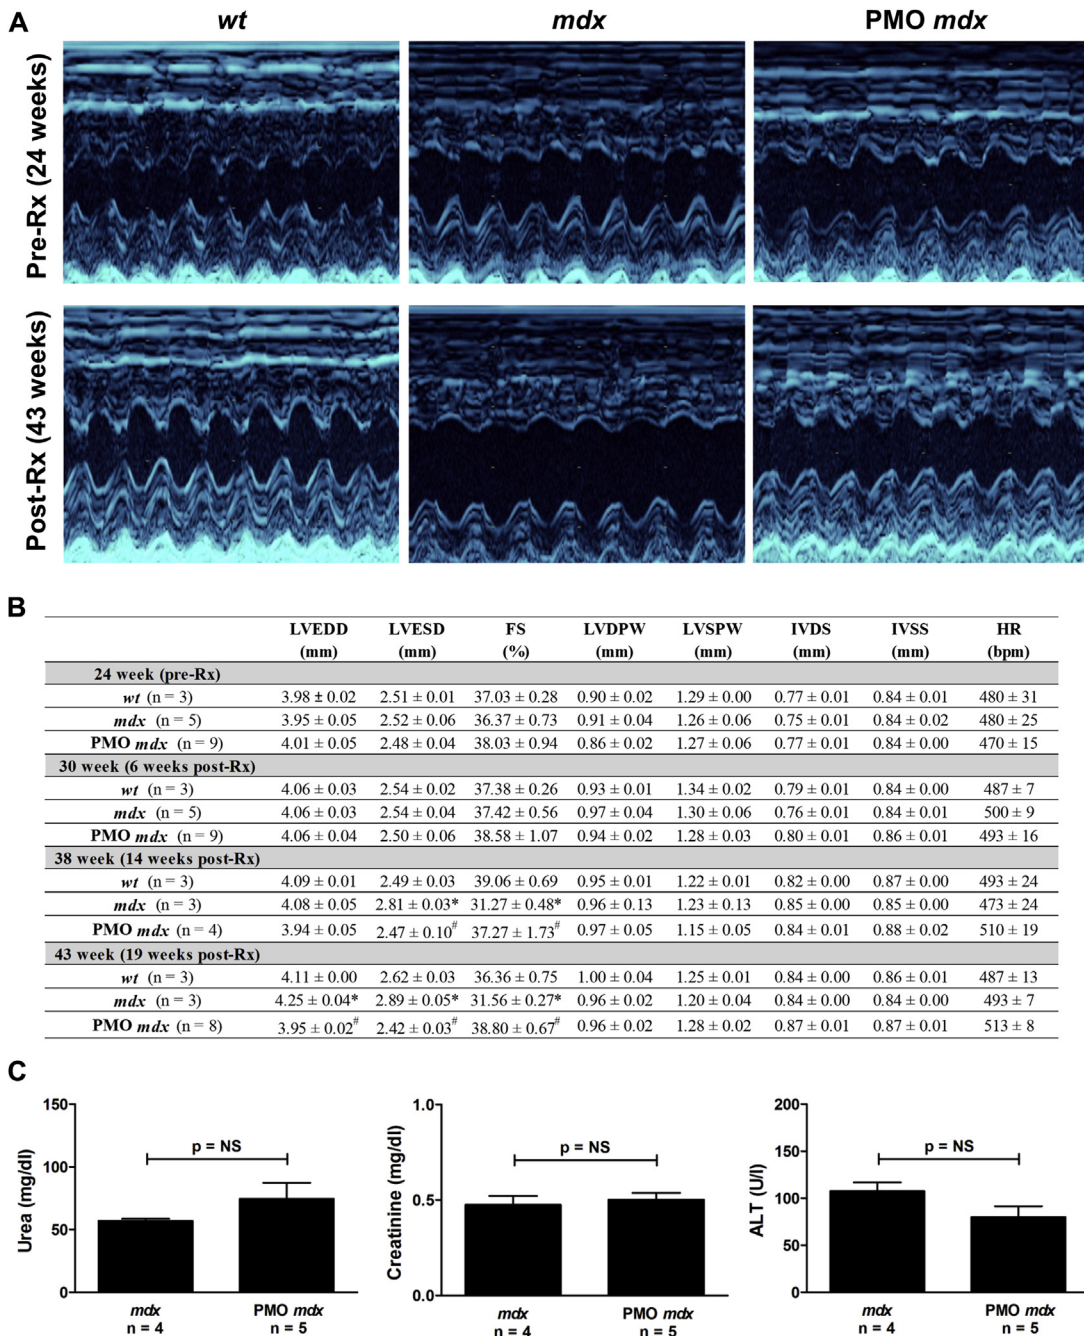 A
wt mdx PMO mdx
Pre-Rx (24 weeks)
Post-Rx (43 weeks)
B
LVEDD LVESD FS LVDPW LVSPW IVDS IVSS HR
(mm) (mm) (%) (mm) (mm) (mm) (mm) (bpm)
24 week (pre-Rx)
wt (n = 3) 3.98 ± 0.02 2.51 ± 0.01 37.03 ± 0.28 0.90 ± 0.02 1.29 ± 0.00 0.77 ± 0.01 0.84 ± 0.01 480 ± 31
mdx (n = 5) 3.95 ± 0.05 2.52 ± 0.06 36.37 ± 0.73 0.91 ± 0.04 1.26 ± 0.06 0.75 ± 0.01 0.84 ± 0.02 480 ± 25
PMO mdx (n = 9) 4.01 ± 0.05 2.48 ± 0.04 38.03 ± 0.94 0.86 ± 0.02 1.27 ± 0.06 0.77 ± 0.01 0.84 ± 0.00 470 ± 15
30 week (6 weeks post-Rx)
wt (n = 3) 4.06 ± 0.03 2.54 ± 0.02 37.38 ± 0.26 0.93 ± 0.01 1.34 ± 0.02 0.79 ± 0.01 0.84 ± 0.00 487 ± 7
mdx (n = 5) 4.06 ± 0.03 2.54 ± 0.04 37.42 ± 0.56 0.97 ± 0.04 1.30 ± 0.06 0.76 ± 0.01 0.84 ± 0.01 500 ± 9
PMO mdx (n = 9) 4.06 ± 0.04 2.50 ± 0.06 38.58 ± 1.07 0.94 ± 0.02 1.28 ± 0.03 0.80 ± 0.01 0.86 ± 0.01 493 ± 16
38 week (14 weeks post-Rx)
wt (n = 3) 4.09 ± 0.01 2.49 ± 0.03 39.06 ± 0.69 0.95 ± 0.01 1.22 ± 0.01 0.82 ± 0.00 0.87 ± 0.00 493 ± 24
mdx (n = 3) 4.08 ± 0.05 2.81 ± 0.03* 31.27 ± 0.48* 0.96 ± 0.13 1.23 ± 0.13 0.85 ± 0.00 0.85 ± 0.00 473 ± 24
PMO mdx (n = 4) 3.94 ± 0.05 2.47 ± 0.10# 37.27 ± 1.73# 0.97 ± 0.05 1.15 ± 0.05 0.84 ± 0.01 0.88 ± 0.02 510 ± 19
43 week (19 weeks post-Rx)
wt (n = 3) 4.11 ± 0.00 2.62 ± 0.03 36.36 ± 0.75 1.00 ± 0.04 1.25 ± 0.01 0.84 ± 0.00 0.86 ± 0.01 487 ± 13
mdx (n = 3) 4.25 ± 0.04* 2.89 ± 0.05* 31.56 ± 0.27* 0.96 ± 0.02 1.20 ± 0.04 0.84 ± 0.00 0.84 ± 0.00 493 ± 7
PMO mdx (n = 8) 3.95 ± 0.02# 2.42 ± 0.03# 38.80 ± 0.67# 0.96 ± 0.02 1.28 ± 0.02 0.87 ± 0.01 0.87 ± 0.01 513 ± 8
C
Urea (mg/dl)
150
100
50
0
p = NS
mdx PMO mdx
n = 4 n = 5
Creatinine (mg/dl)
1.0
0.5
0.0
p = NS
mdx PMO mdx
n = 4 n = 5
ALT (U/l)
200
150
100
50
0
p = NS
mdx PMO mdx
n = 4 n = 5